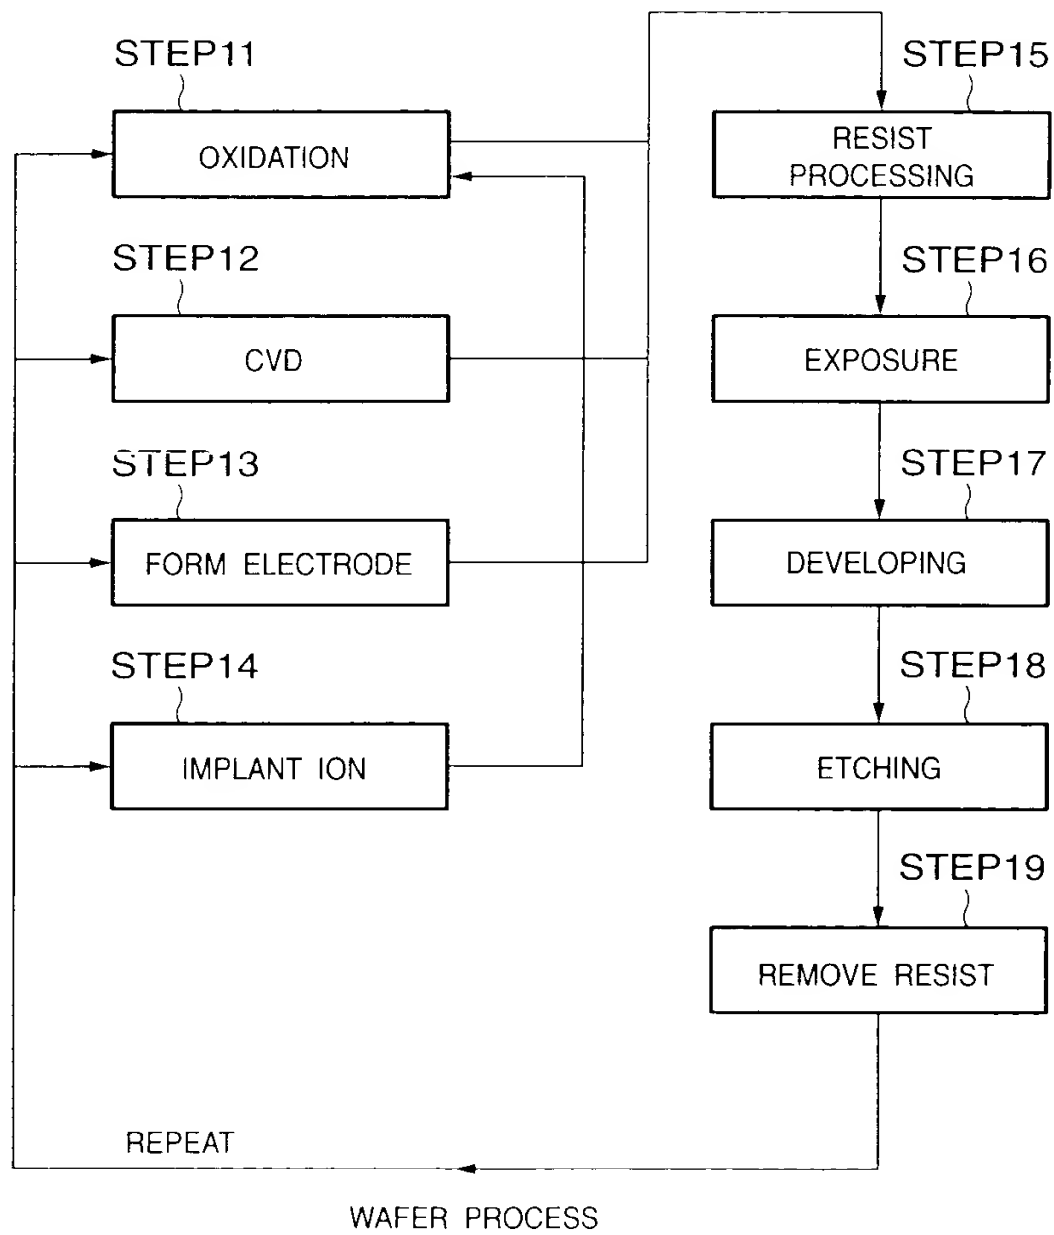 STEP11
OXIDATION
STEP12
CVD
STEP13
FORM ELECTRODE
STEP14
IMPLANT ION
STEP15
RESIST
PROCESSING
STEP16
EXPOSURE
STEP17
DEVELOPING
STEP18
ETCHING
STEP19
REMOVE RESIST
REPEAT
WAFER PROCESS